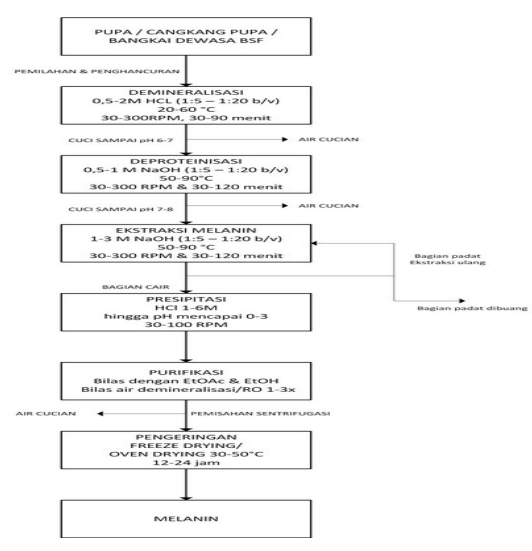 PUPA / CANGKANG PUPA /
BANGKAI DEWASA BSF
PEMILAHAN & PENGHANCURAN
DEMINERALISASI
0,5-2M HCL (1:5 – 1:20 b/v)
20-60 °C
30-300RPM, 30-90 menit
CUCI SAMPAI pH 6-7
AIR CUCIAN
DEPROTEINISASI
0,5-1 M NaOH (1:5 – 1:20 b/v)
50-90°C
30-300 RPM & 30-120 menit
CUCI SAMPAI pH 7-8
AIR CUCIAN
EKSTRAKSI MELANIN
1-3 M NaOH (1:5 – 1:20 b/v)
50-90 °C
30-300 RPM & 30-120 menit
Bagian padat
Ekstraksi ulang
BAGIAN CAIR
Bagian padat dibuang
PRESIPITASI
HCl 1-6M
hingga pH mencapai 0-3
30-100 RPM
PURIFIKASI
Bilas dengan EtOAc & EtOH
Bilas air demineralisasi/RO 1-3x
AIR CUCIAN
PEMISAHAN SENTRIFUGASI
PENGERINGAN
FREEZE DRYING/
OVEN DRYING 30-50°C
12-24 jam
MELANIN